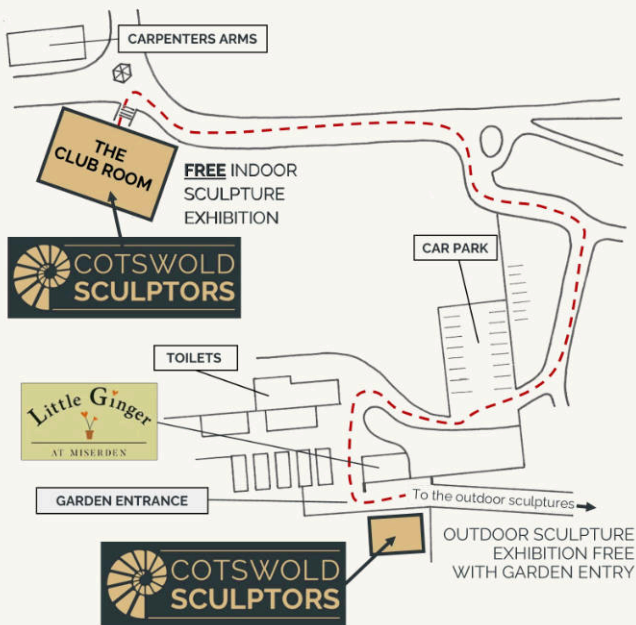 CARPENTERS ARMS
THE
CLUB ROOM
FREE INDOOR
SCULPTURE
EXHIBITION
COTSWOLD
SCULPTORS
CAR PARK
TOILETS
Little Ginger
AT MISERDEN
GARDEN ENTRANCE
To the outdoor sculptures
OUTDOOR SCULPTURE
EXHIBITION FREE
WITH GARDEN ENTRY
COTSWOLD
SCULPTORS